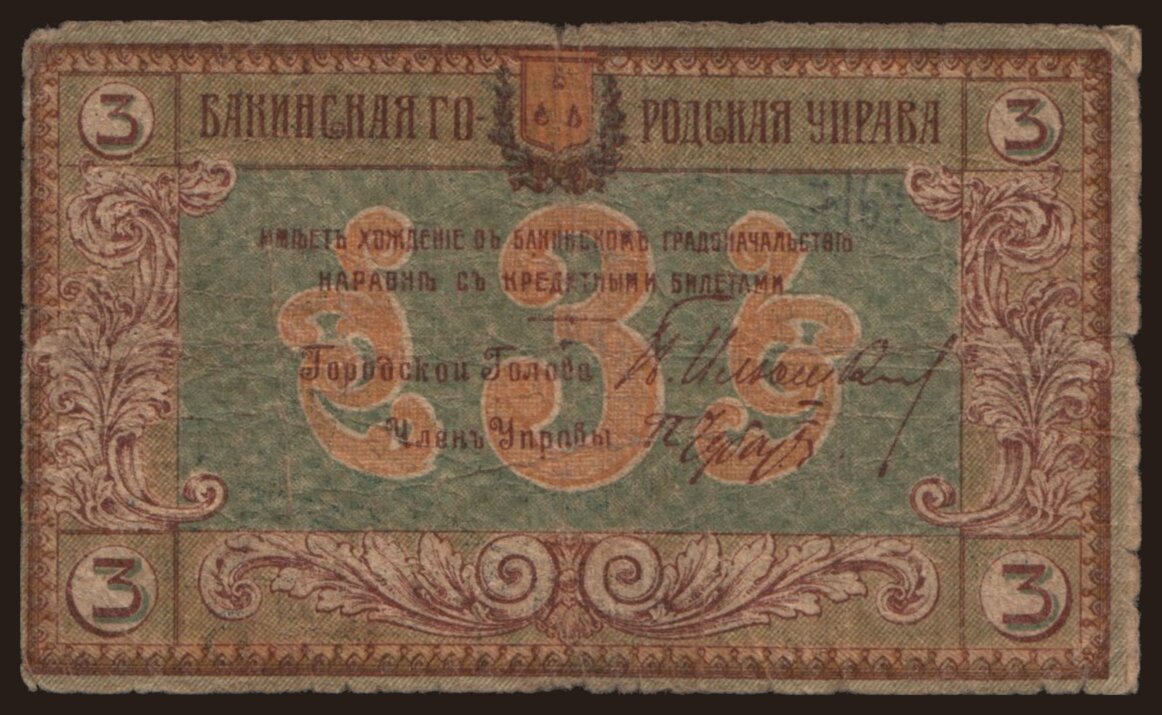 3 БАКИНСКАЯ ГО- РОДСКАЯ УПРАВА 3
ИМѢЕТЪ ХОЖДЕНІЕ ВЪ БАКИНСКОМЪ ГРАДОНАЧАЛЬСТВѢ
НАРАВНѢ СЪ КРЕДИТНЫМИ БИЛЕТАМИ
3
Городской Голова
Членъ Управы
3 3